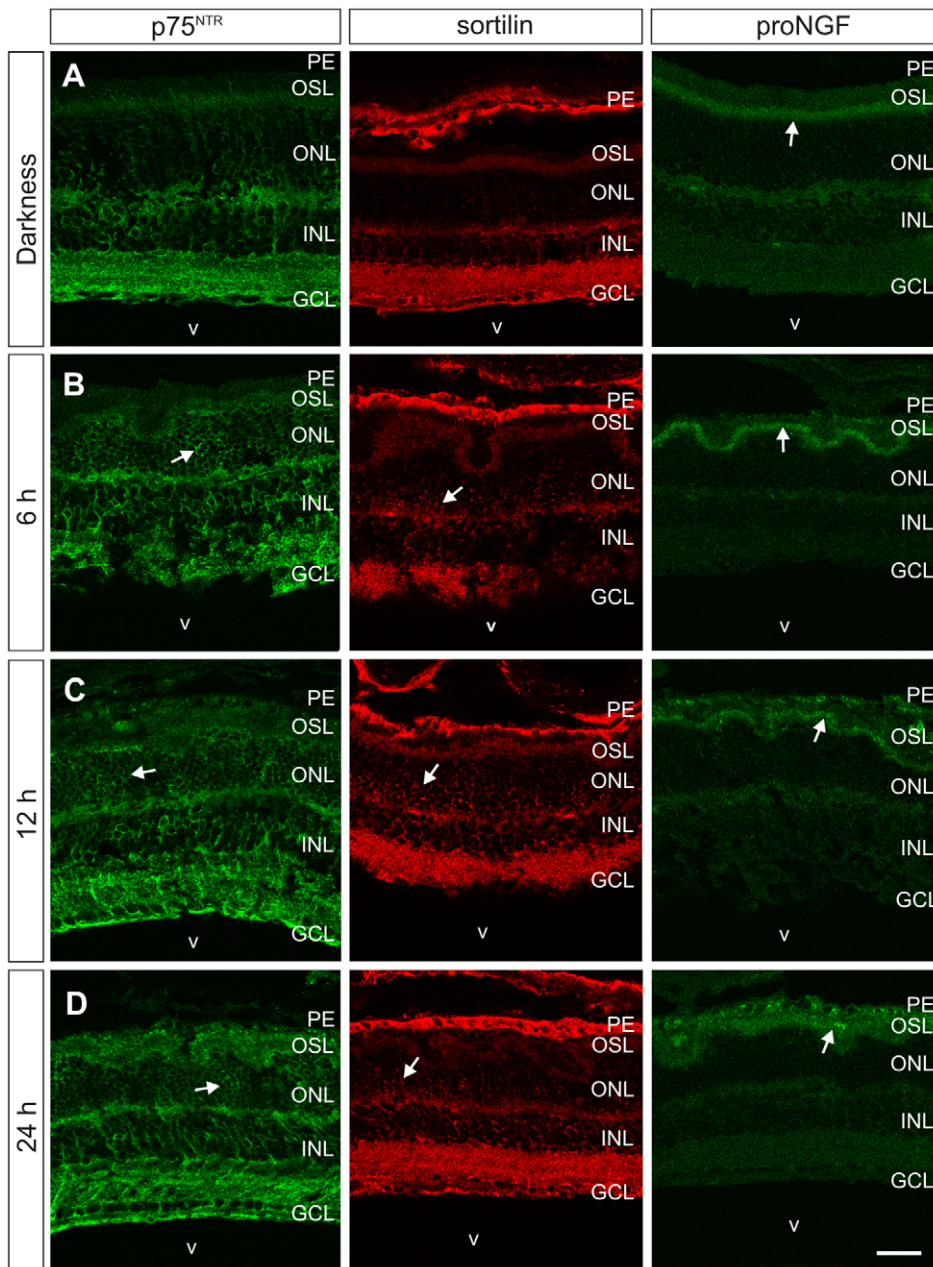 p75NTR sortilin proNGF
Darkness
A
PE
OSL
ONL
INL
GCL
v
PE
OSL
ONL
INL
GCL
v
PE
OSL
ONL
INL
GCL
v
6 h
B
PE
OSL
ONL
INL
GCL
v
PE
OSL
ONL
INL
GCL
v
PE
OSL
ONL
INL
GCL
v
12 h
C
PE
OSL
ONL
INL
GCL
v
PE
OSL
ONL
INL
GCL
v
PE
OSL
ONL
INL
GCL
v
24 h
D
PE
OSL
ONL
INL
GCL
v
PE
OSL
ONL
INL
GCL
v
PE
OSL
ONL
INL
GCL
v